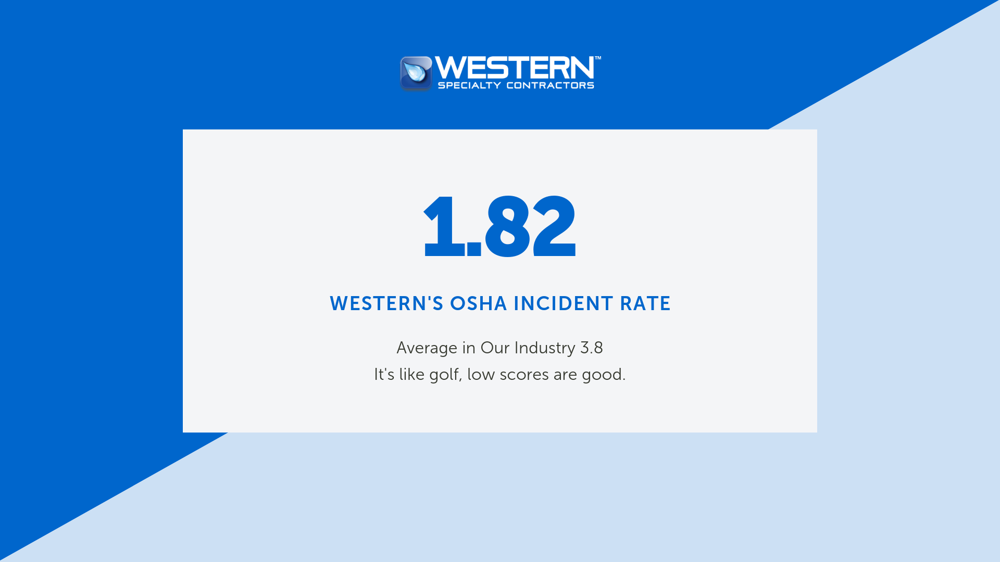 WESTERN™
SPECIALTY CONTRACTORS
1.82
WESTERN'S OSHA INCIDENT RATE
Average in Our Industry 3.8
It's like golf, low scores are good.